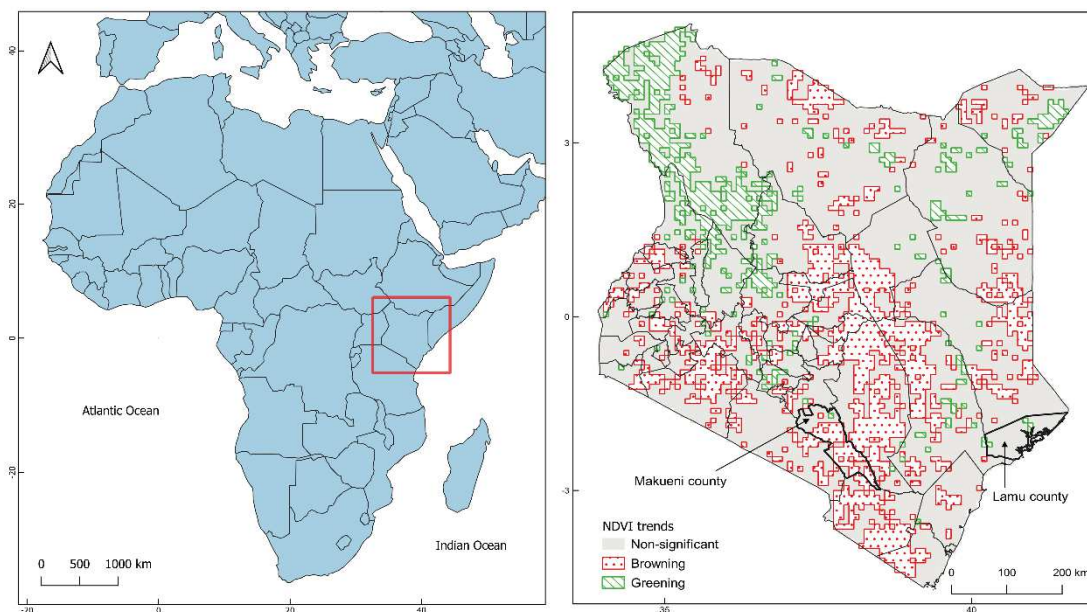 40
20
0
-20
Atlantic Ocean
Indian Ocean
0 500 1000 km
-20 0 20 40
3
0
-3
Makueni county
Lamu county
NDVI trends
Non-significant
Browning
Greening
0 100 200 km
35 40